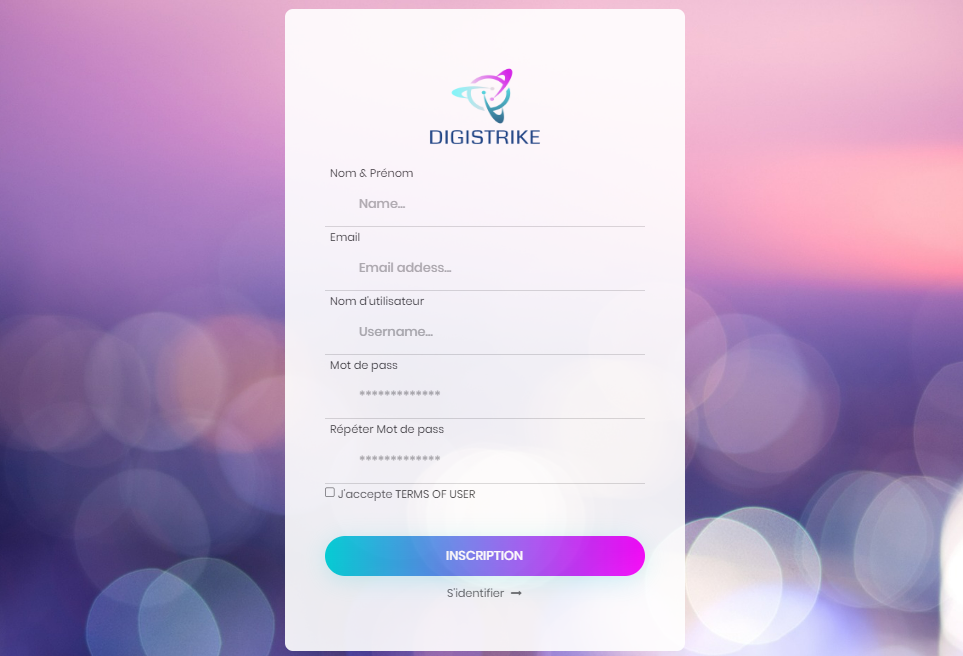 DIGISTRIKE
Nom & Prénom
Name...
Email
Email addess...
Nom d'utilisateur
Username...
Mot de pass
*************
Répéter Mot de pass
*************
J'accepte TERMS OF USER
INSCRIPTION
S'identifier →